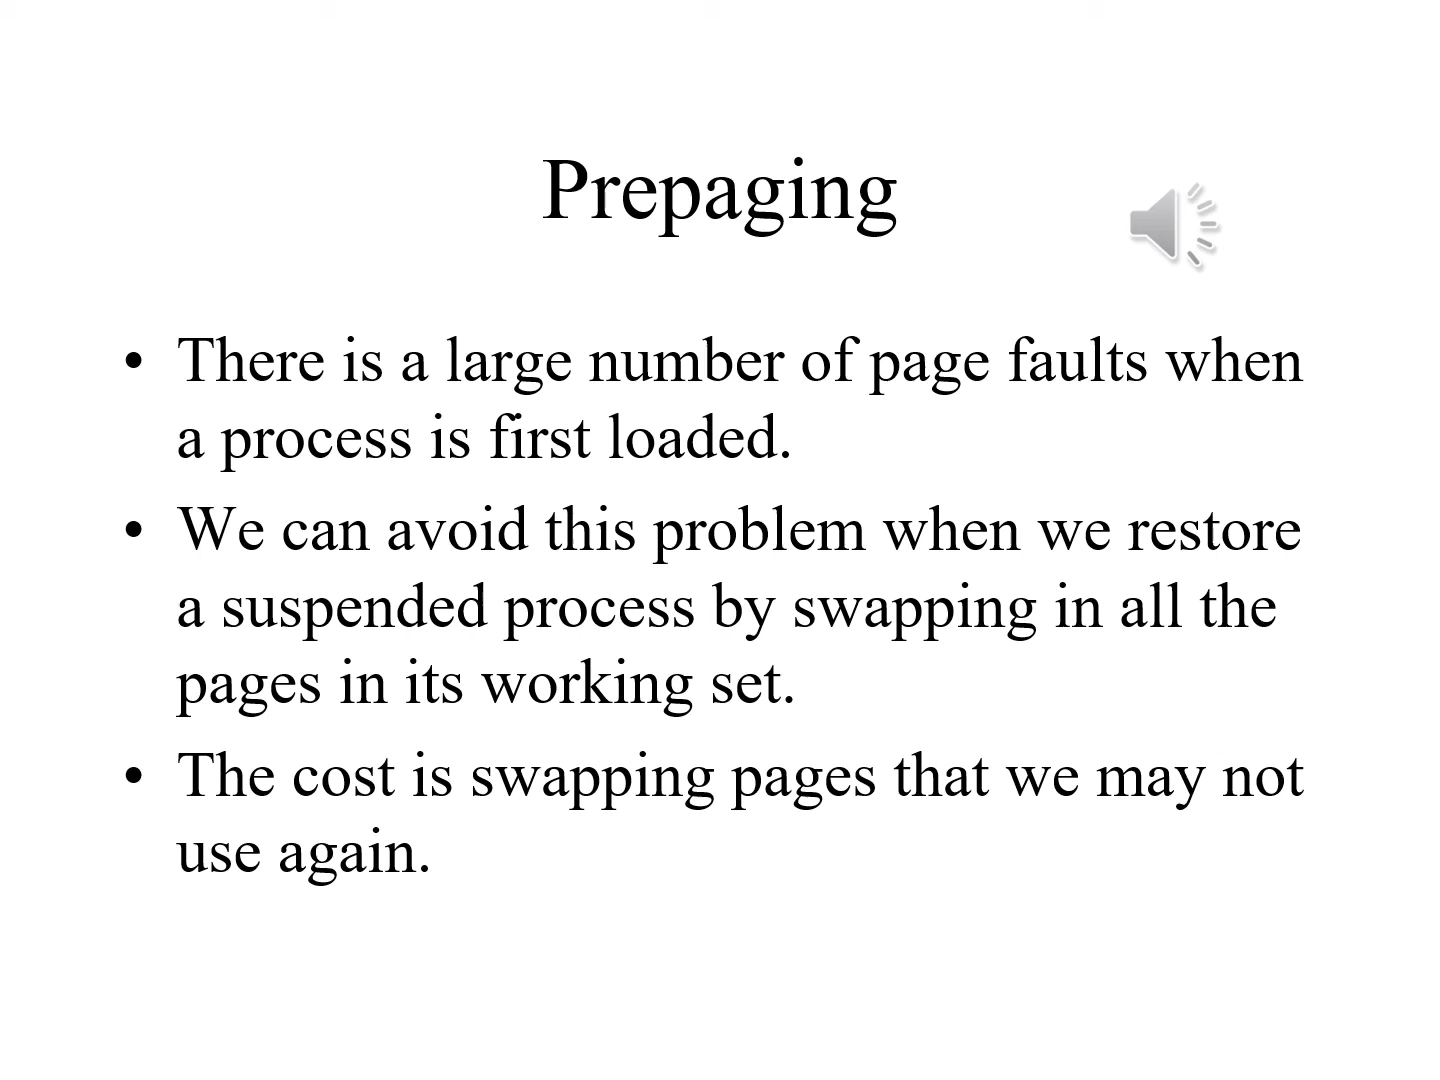 Prepaging
• There is a large number of page faults when
a process is first loaded.
• We can avoid this problem when we restore
a suspended process by swapping in all the
pages in its working set.
• The cost is swapping pages that we may not
use again.